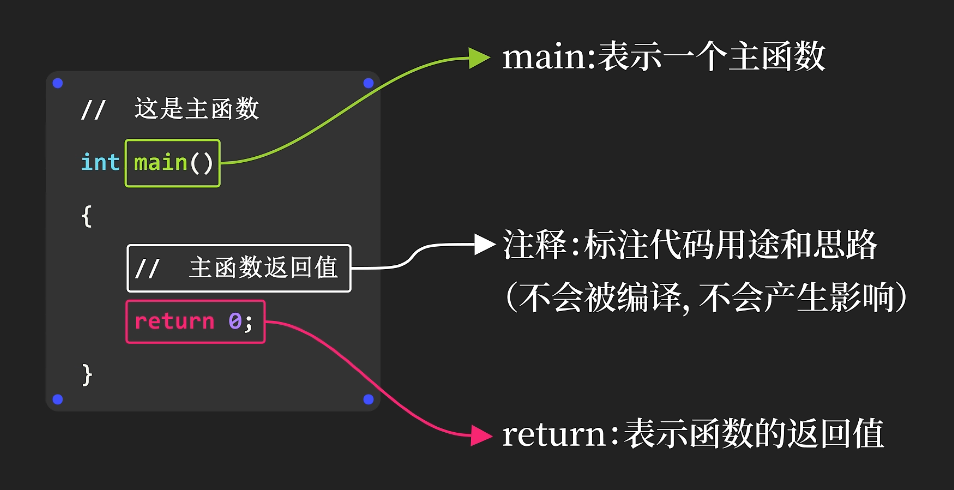 main:表示一个主函数
// 这是主函数
int main()
{
注释:标注代码用途和思路
// 主函数返回值
（不会被编译, 不会产生影响）
return 0;
}
return:表示函数的返回值